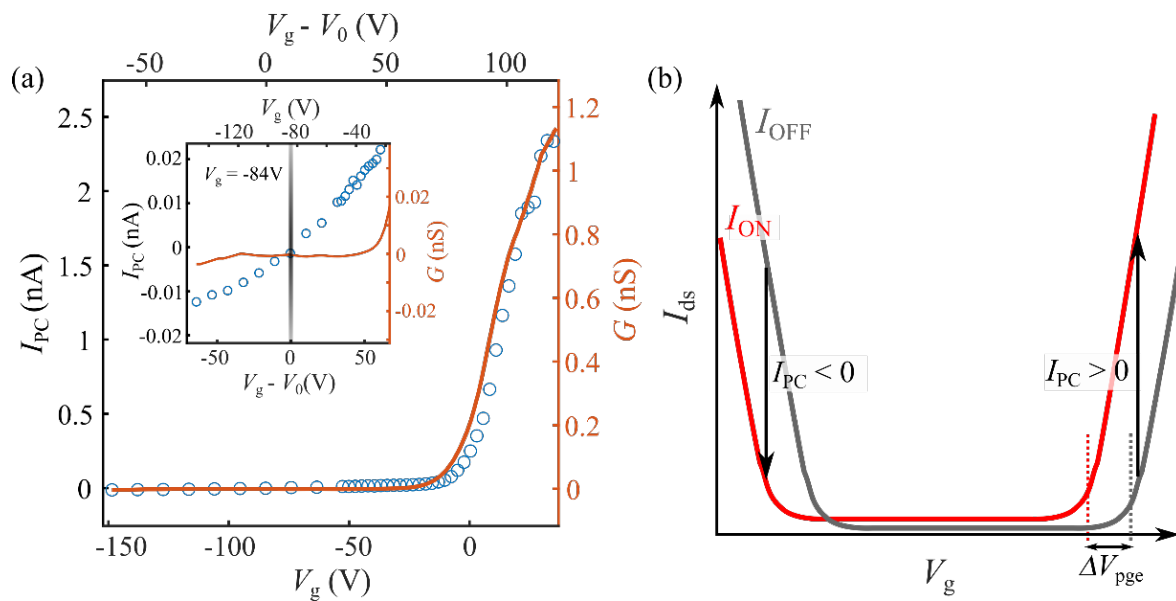 (a)
Vg - V0 (V)
-50 0 50 100
IPC (nA)
2.5
2
1.5
1
0.5
0
1.2
1
0.8
0.6
0.4
0.2
0
G (nS)
-150 -100 -50 0
Vg (V)
Vg (V)
-120 -80 -40
Vg = -84V
IPC (nA)
0.02
0.01
0
-0.01
0.02
0.02
0
-0.02
G (nS)
-50 0 50
Vg - V0(V)
(b)
IOFF
ION
Ids
IPC < 0
IPC > 0
Vg
ΔVpge